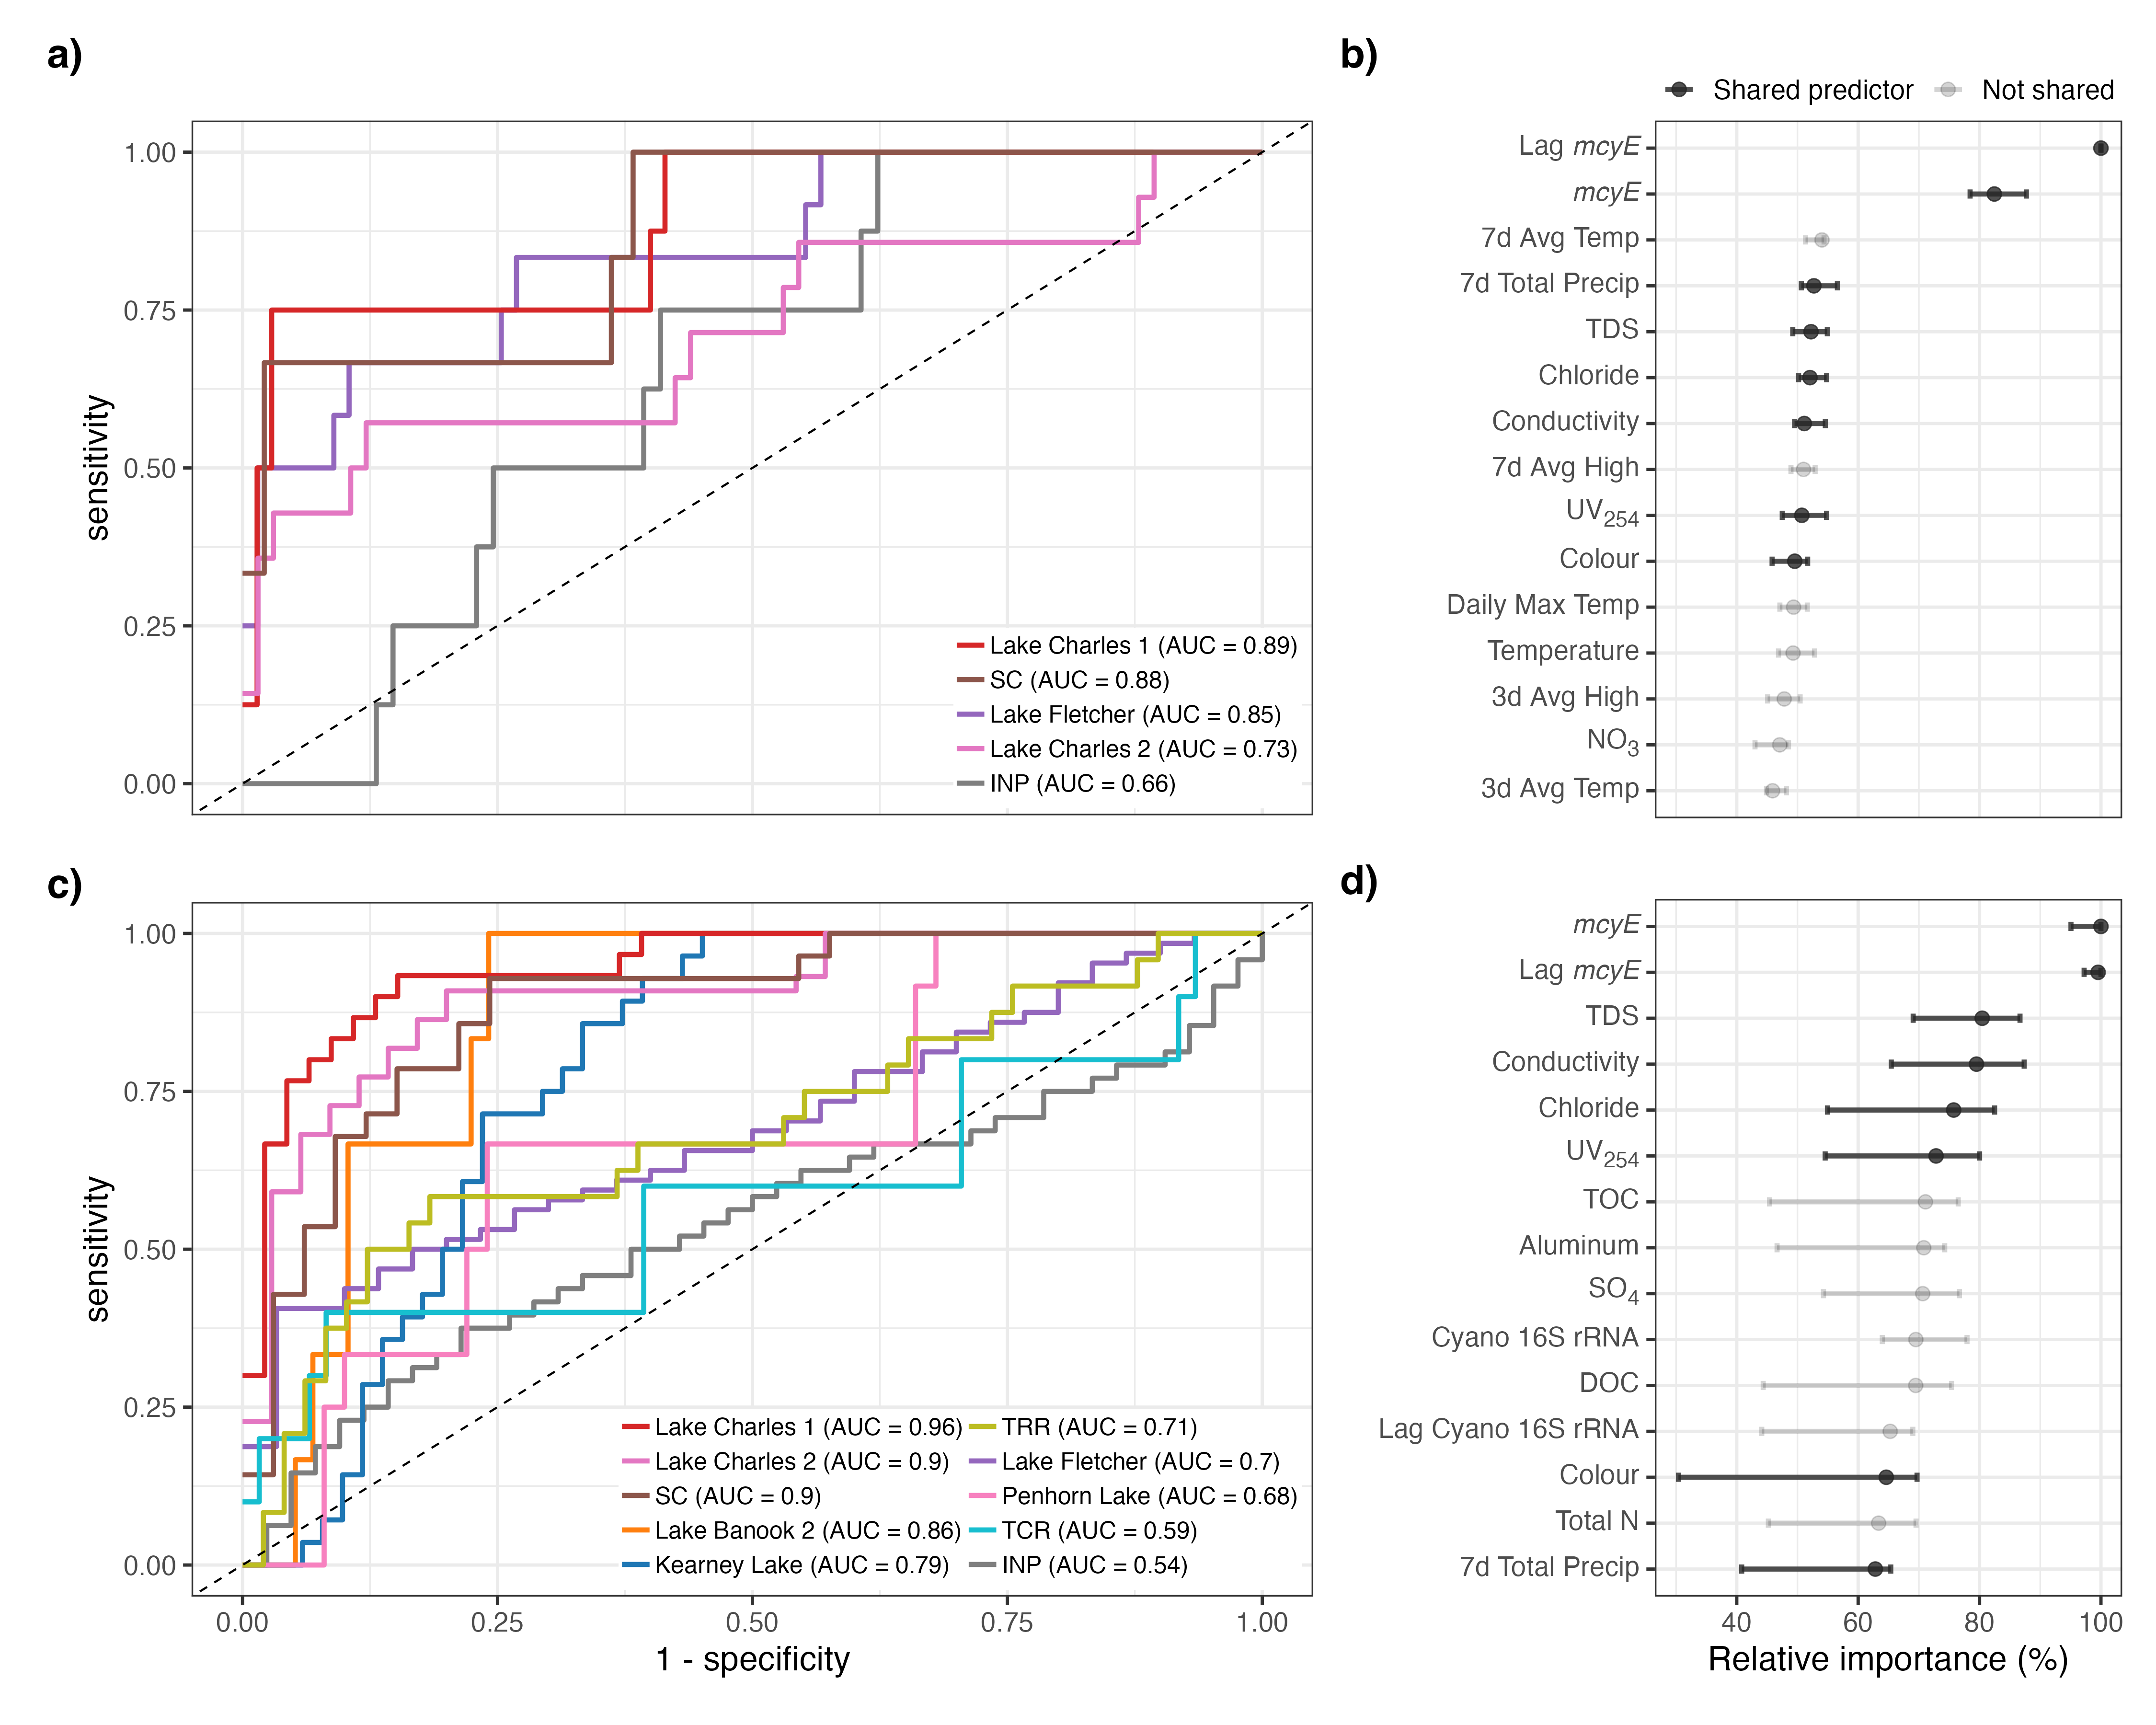 a)
1.00
0.75
0.50
0.25
0.00
sensitivity
Lake Charles 1 (AUC = 0.89)
SC (AUC = 0.88)
Lake Fletcher (AUC = 0.85)
Lake Charles 2 (AUC = 0.73)
INP (AUC = 0.66)
b)
Shared predictor Not shared
Lag mcyE
mcyE
7d Avg Temp
7d Total Precip
TDS
Chloride
Conductivity
7d Avg High
UV254
Colour
Daily Max Temp
Temperature
3d Avg High
NO3
3d Avg Temp
c)
1.00
0.75
0.50
0.25
0.00
sensitivity
Lake Charles 1 (AUC = 0.96) TRR (AUC = 0.71)
Lake Charles 2 (AUC = 0.9) Lake Fletcher (AUC = 0.7)
SC (AUC = 0.9) Penhorn Lake (AUC = 0.68)
Lake Banook 2 (AUC = 0.86) TCR (AUC = 0.59)
Kearney Lake (AUC = 0.79) INP (AUC = 0.54)
0.00 0.25 0.50 0.75 1.00
1 - specificity
d)
mcyE
Lag mcyE
TDS
Conductivity
Chloride
UV254
TOC
Aluminum
SO4
Cyano 16S rRNA
DOC
Lag Cyano 16S rRNA
Colour
Total N
7d Total Precip
40 60 80 100
Relative importance (%)